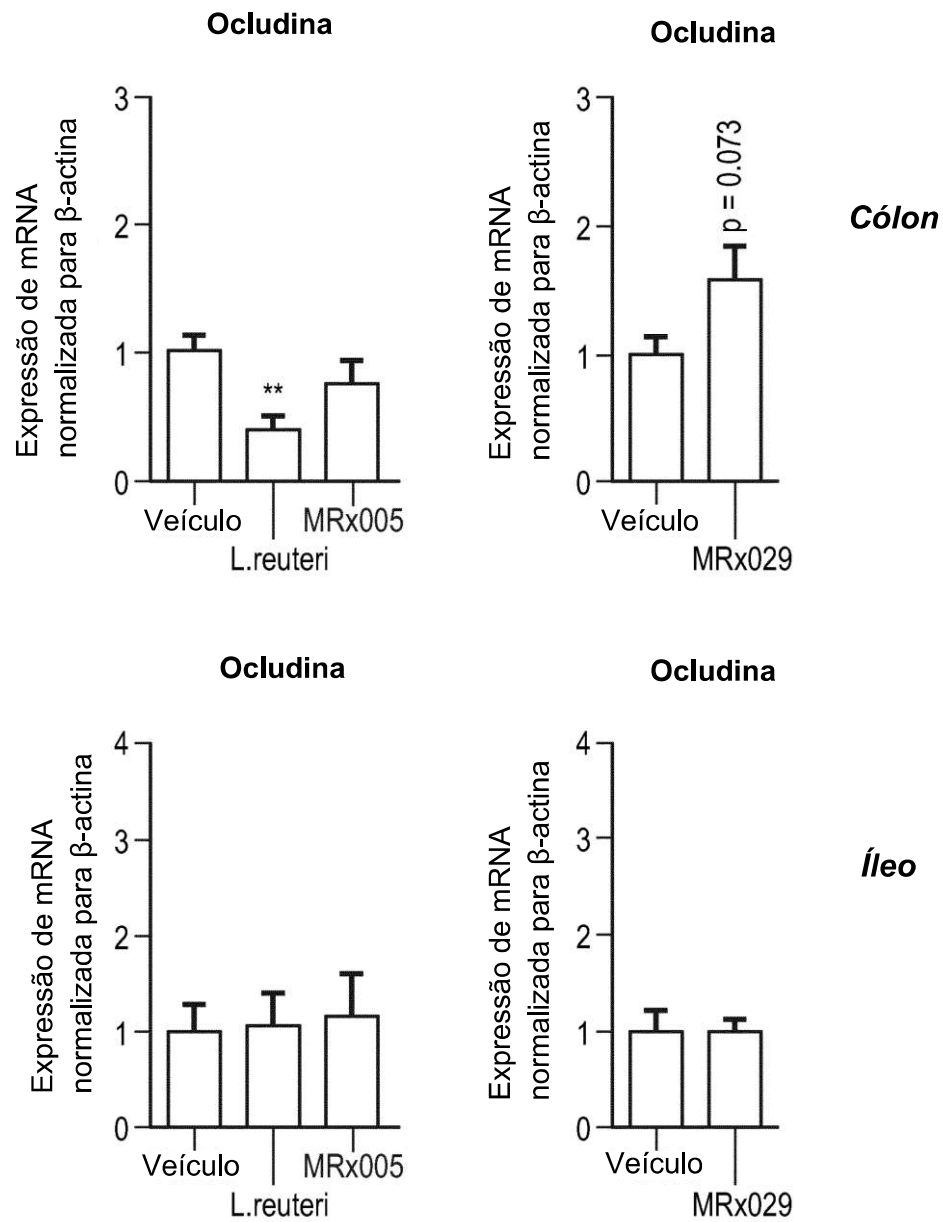 Ocludina
Expressão de mRNA
normalizada para β-actina
3
2
1
0
**
Veículo
L.reuteri
MRx005
Ocludina
Expressão de mRNA
normalizada para β-actina
3
2
1
0
p = 0.073
Veículo
MRx029
Cólon
Ocludina
Expressão de mRNA
normalizada para β-actina
4
3
2
1
0
Veículo
L.reuteri
MRx005
Ocludina
Expressão de mRNA
normalizada para β-actina
4
3
2
1
0
Veículo
MRx029
Íleo